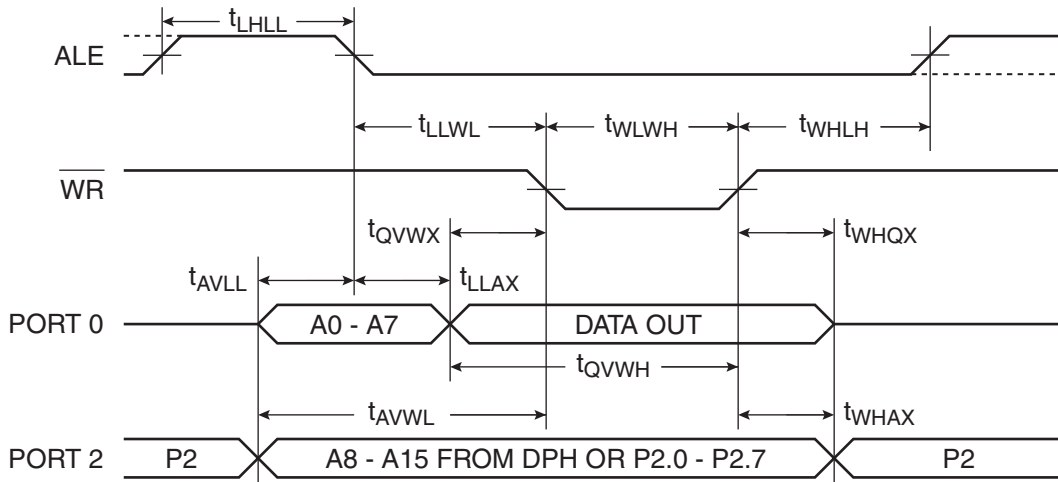 tLHLL
ALE
tLLWL tWLWH tWHLH
WR
tQVWX tWHQX
tAVLL tLLAX
PORT 0 A0 - A7 DATA OUT
tQVWH
tAVWL tWHAX
PORT 2 P2 A8 - A15 FROM DPH OR P2.0 - P2.7 P2